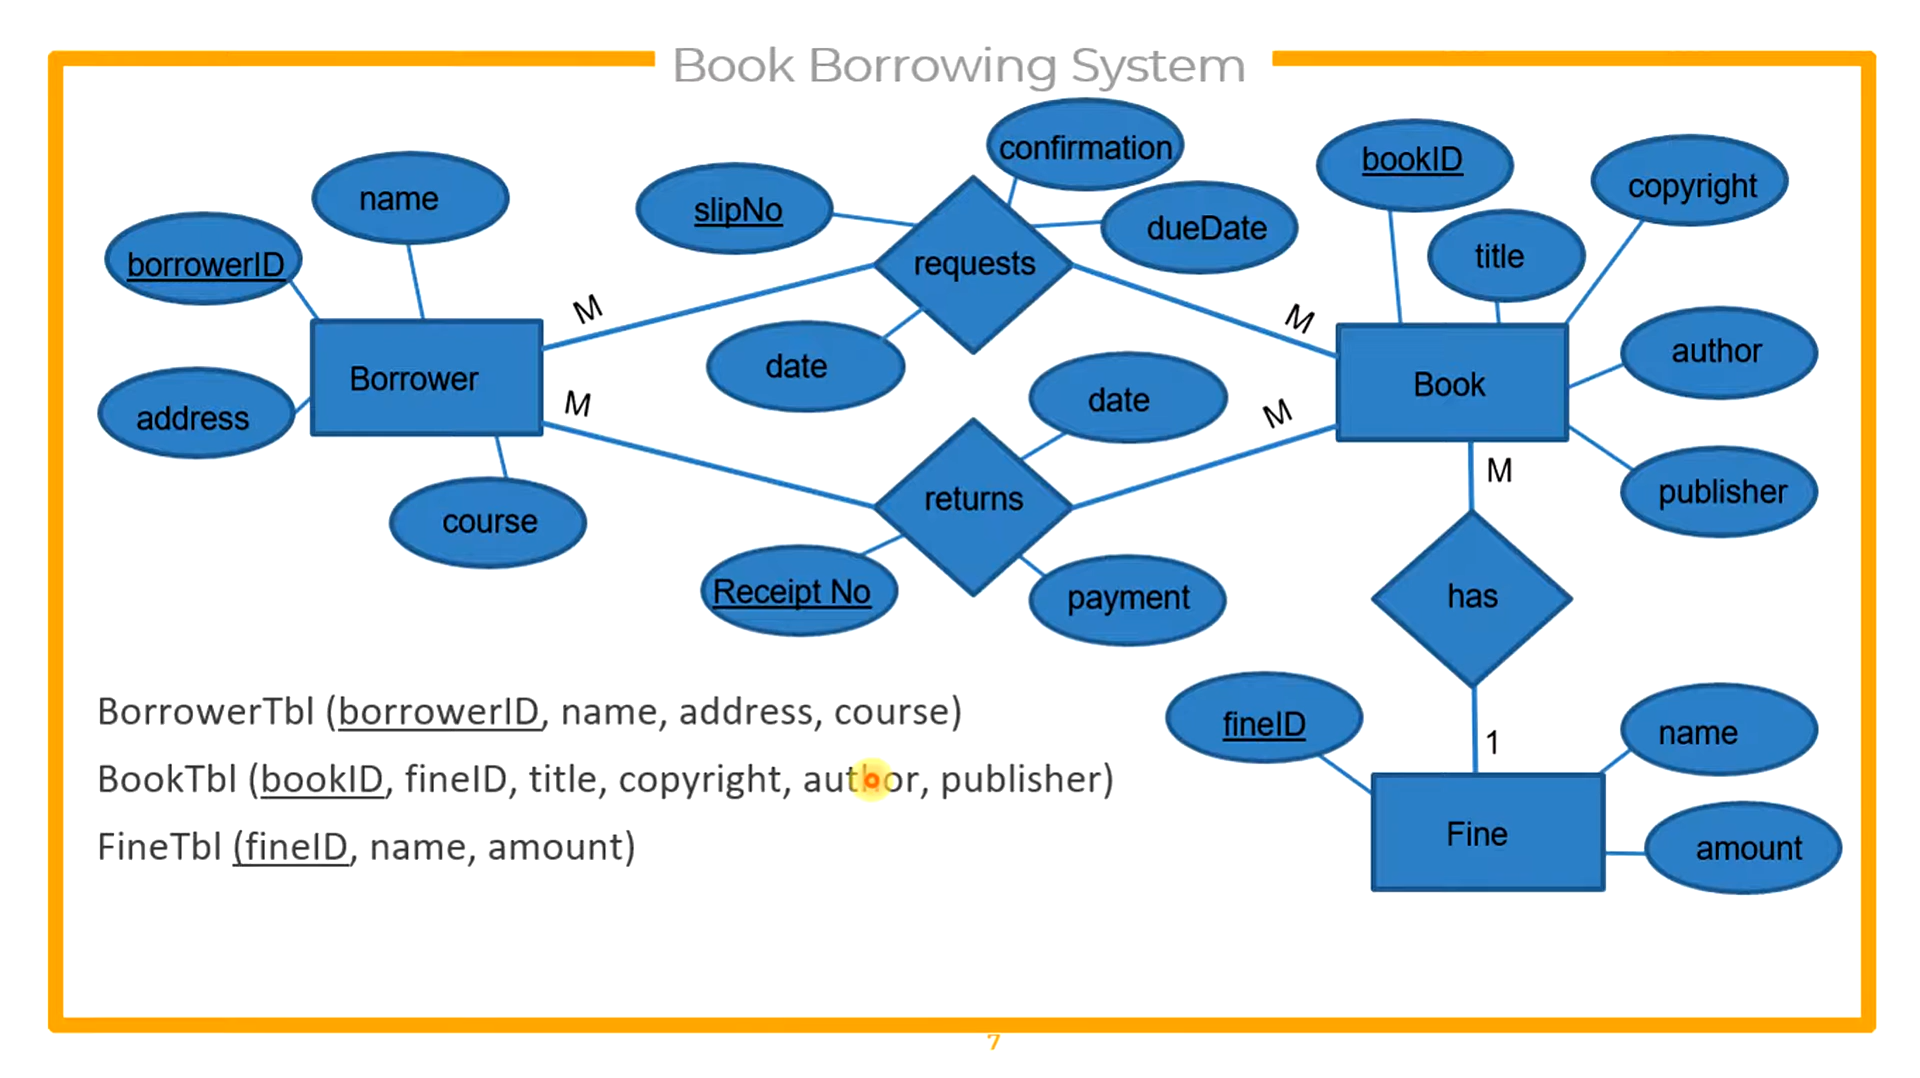 Book Borrowing System
confirmation
bookID
copyright
name
slipNo
dueDate
title
borrowerID
requests
M
M
date
author
Borrower
Book
address
M
date
M
M
publisher
course
returns
Receipt No
payment
has
fineID
name
1
BorrowerTbl (borrowerID, name, address, course)
BookTbl (bookID, fineID, title, copyright, author, publisher)
FineTbl (fineID, name, amount)
Fine
amount
7